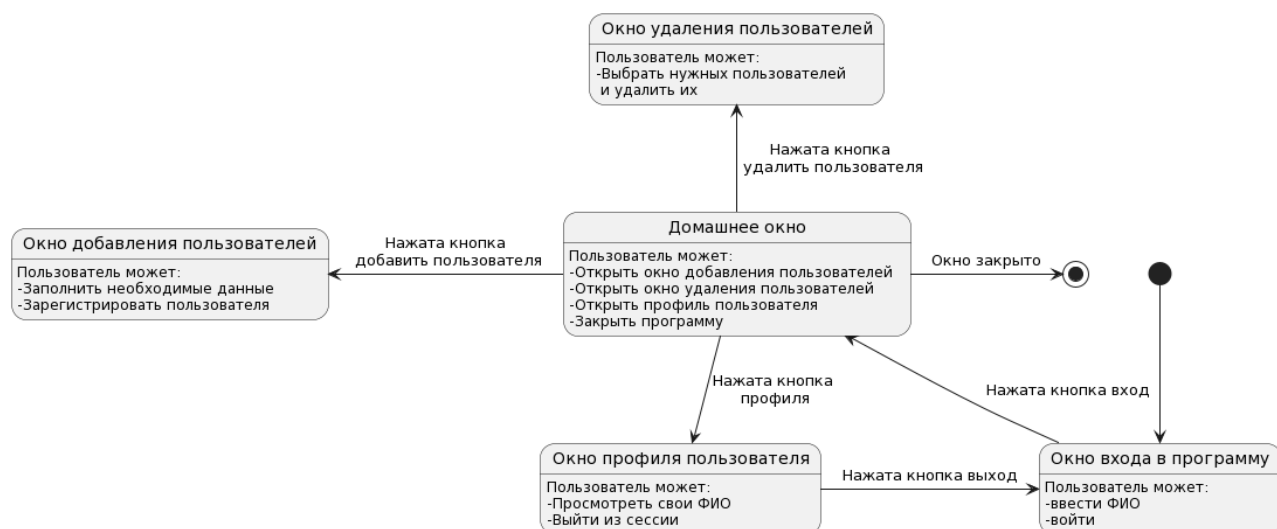 Окно удаления пользователей
Пользователь может:
-Выбрать нужных пользователей
и удалить их
Нажата кнопка
удалить пользователя
Окно добавления пользователей
Пользователь может:
-Заполнить необходимые данные
-Зарегистрировать пользователя
Нажата кнопка
добавить пользователя
Домашнее окно
Пользователь может:
-Открыть окно добавления пользователей
-Открыть окно удаления пользователей
-Открыть профиль пользователя
-Закрыть программу
Окно закрыто
Нажата кнопка
профиля
Нажата кнопка вход
Окно профиля пользователя
Пользователь может:
-Просмотреть свои ФИО
-Выйти из сессии
Нажата кнопка выход
Окно входа в программу
Пользователь может:
-ввести ФИО
-войти